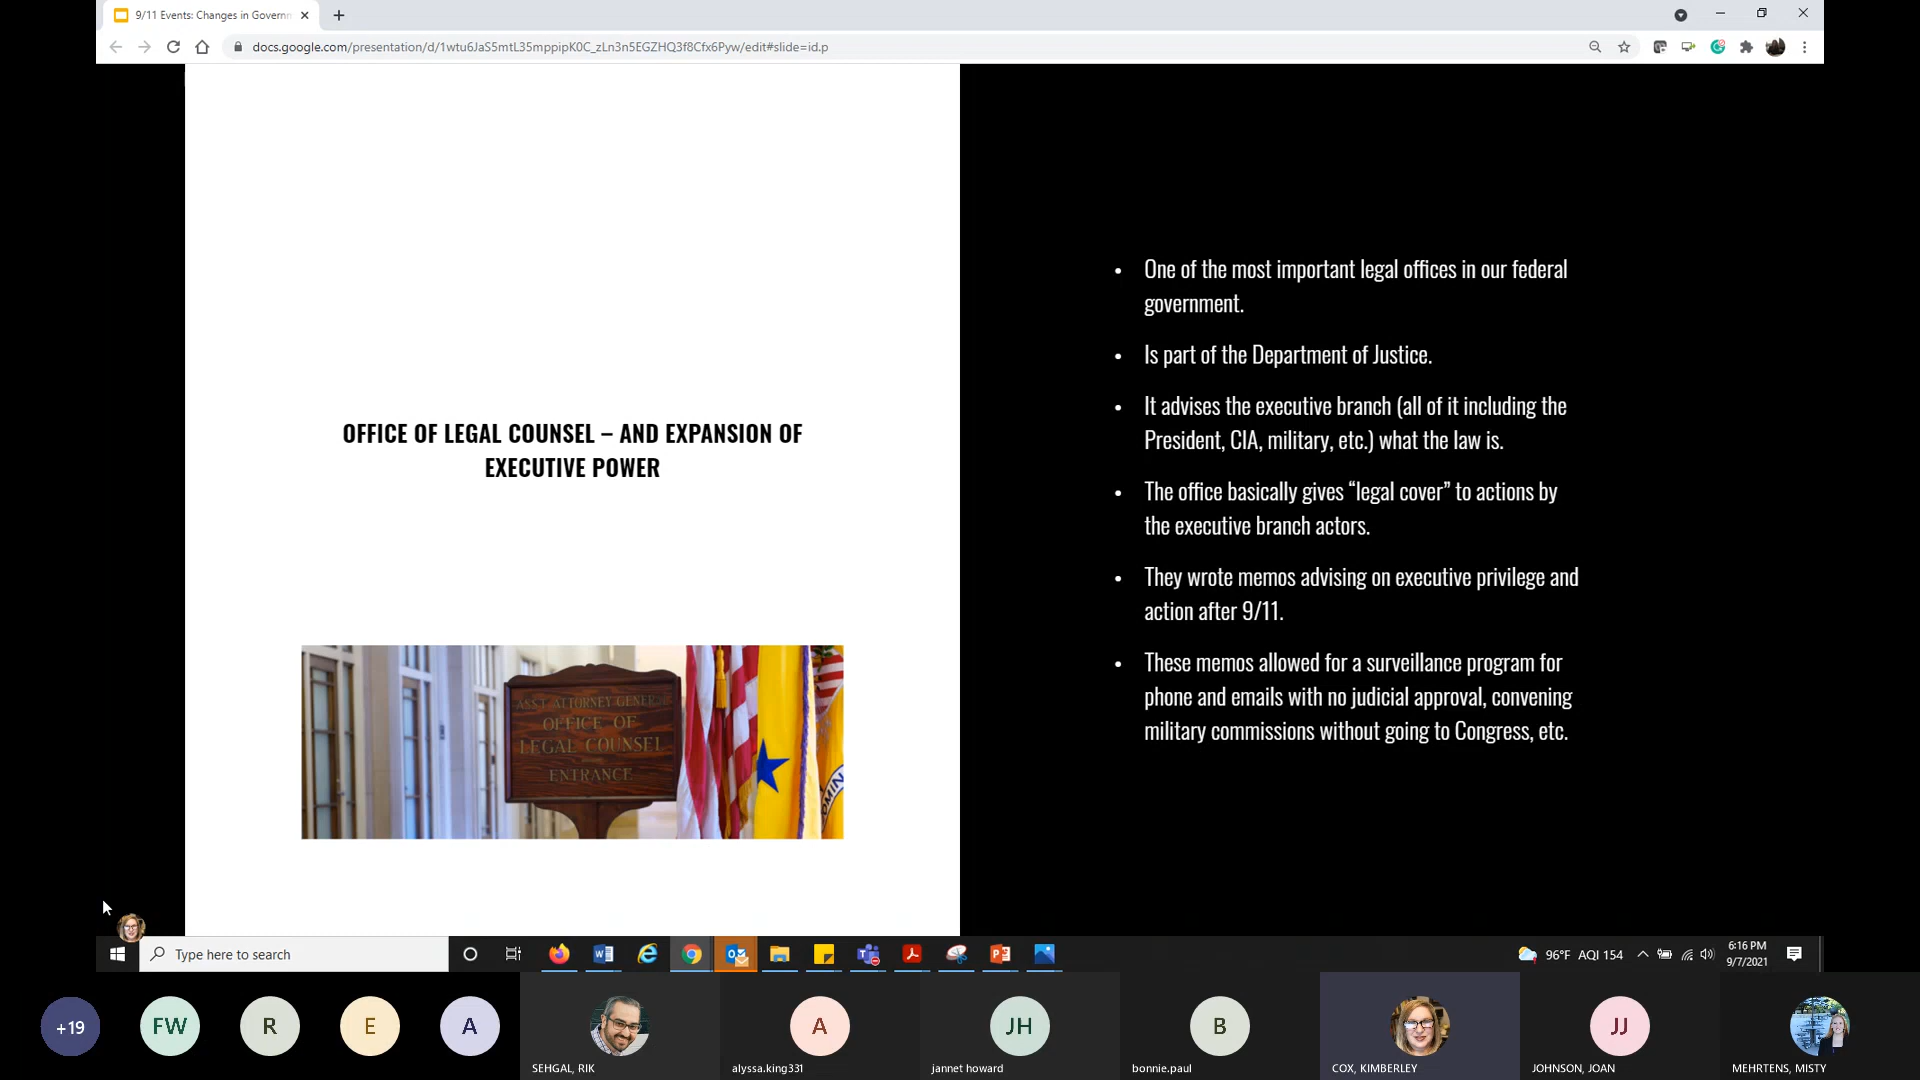 9/11 Events: Changes in Governm
docs.google.com/presentation/d/1wtu6JaS5mtL35mppipK0C_zLn3n5EGZHQ3f8Cfx6Pyw/edit#slide=id.p
OFFICE OF LEGAL COUNSEL – AND EXPANSION OF
EXECUTIVE POWER
ASS'T ATTORNEY GENERAL
OFFICE OF
LEGAL COUNSEL
ENTRANCE
• One of the most important legal offices in our federal
government.
• Is part of the Department of Justice.
• It advises the executive branch (all of it including the
President, CIA, military, etc.) what the law is.
• The office basically gives “legal cover” to actions by
the executive branch actors.
• They wrote memos advising on executive privilege and
action after 9/11.
• These memos allowed for a surveillance program for
phone and emails with no judicial approval, convening
military commissions without going to Congress, etc.
Type here to search
96°F AQI 154
6:16 PM
9/7/2021
+19
FW
R
E
A
A
JH
B
JJ
SEHGAL, RIK
alyssa.king331
jannet howard
bonnie.paul
COX, KIMBERLEY
JOHNSON, JOAN
MEHRTENS, MISTY